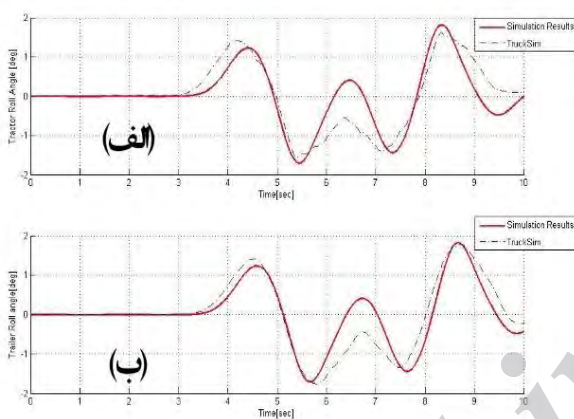 2
1
0
-1
-2
Tractor Roll Angle [deg]
Simulation Results
TruckSim
(الف)
0 1 2 3 4 5 6 7 8 9 10
Time[sec]
2
1
0
-1
-2
Trailer Roll angle[deg]
Simulation Results
TruckSim
(ب)
0 1 2 3 4 5 6 7 8 9 10
Time[sec]